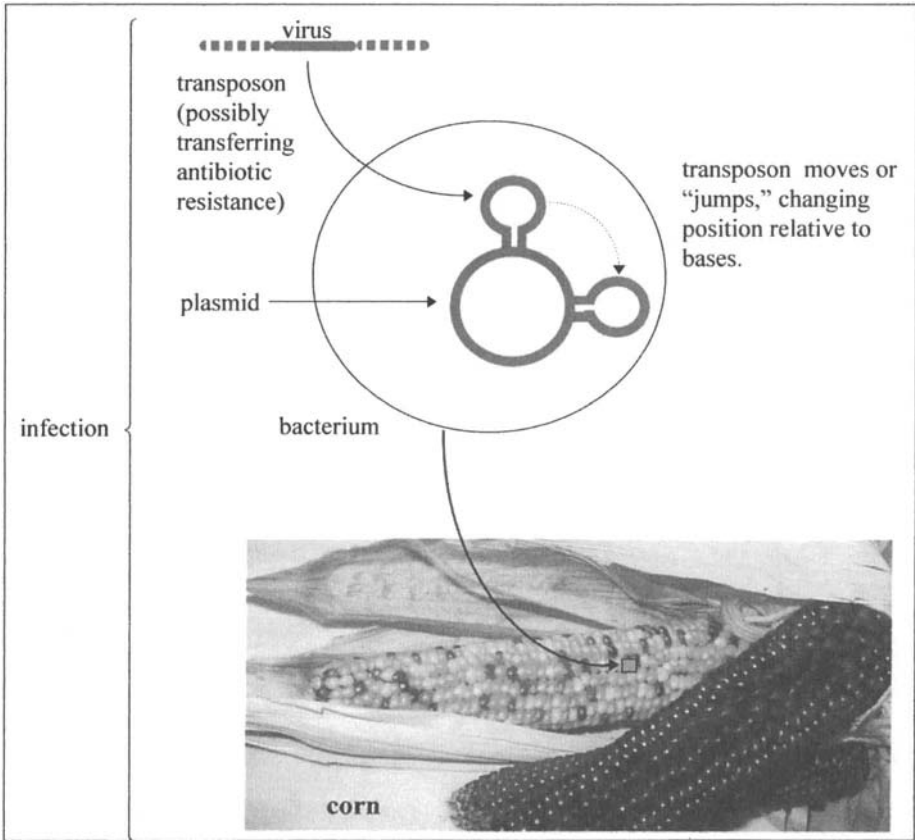 virus
transposon
(possibly
transferring
antibiotic
resistance)
transposon moves or
"jumps," changing
position relative to
bases.
plasmid
infection
bacterium
corn